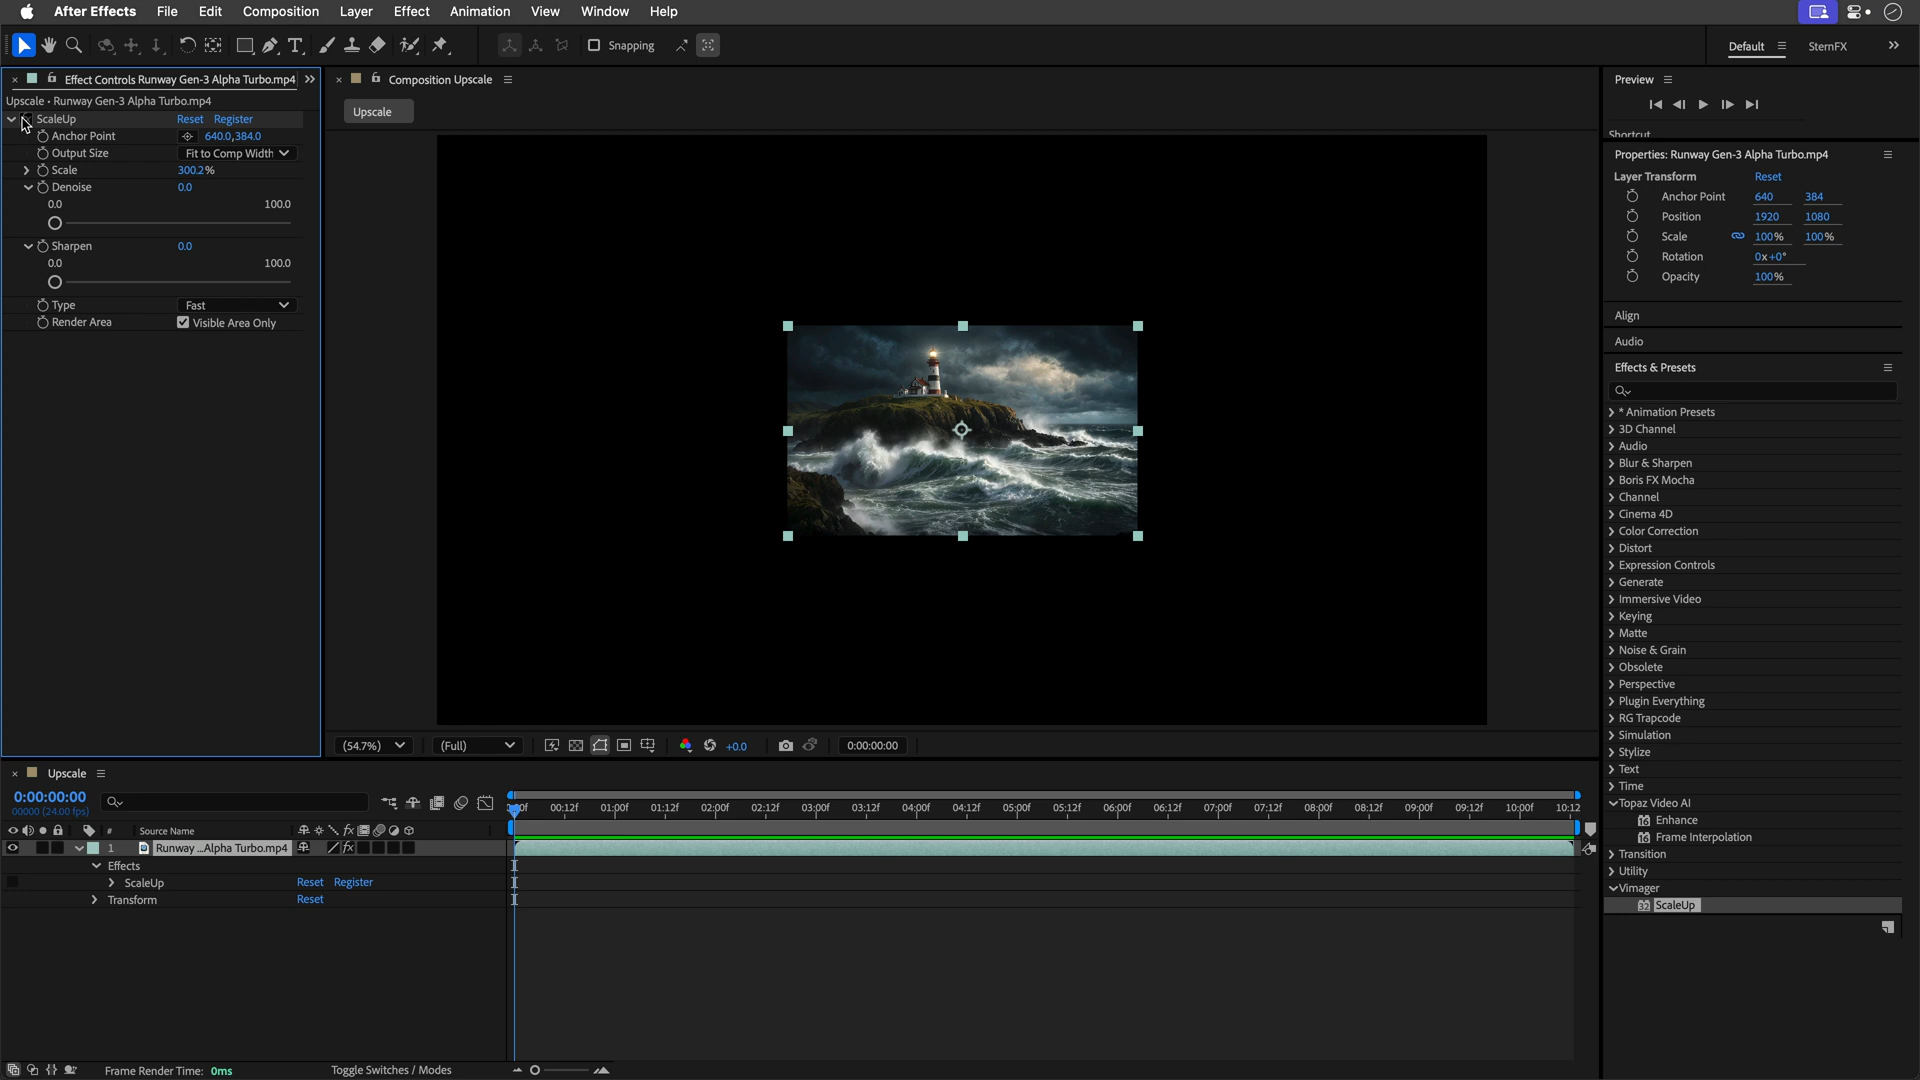 After Effects File Edit Composition Layer Effect Animation View Window Help
Snapping
Default
SternFX
Effect Controls Runway Gen-3 Alpha Turbo.mp4
Upscale • Runway Gen-3 Alpha Turbo.mp4
ScaleUp Reset Register
Anchor Point 640.0,384.0
Output Size Fit to Comp Width
Scale 300.2%
Denoise 0.0
0.0 100.0
Sharpen 0.0
0.0 100.0
Type Fast
Render Area Visible Area Only
Composition Upscale
Upscale
(54.7%) (Full) +0.0 0:00:00:00
Preview
Shortcut
Properties: Runway Gen-3 Alpha Turbo.mp4
Layer Transform Reset
Anchor Point 640 384
Position 1920 1080
Scale 100% 100%
Rotation 0x+0°
Opacity 100%
Align
Audio
Effects & Presets
* Animation Presets
3D Channel
Audio
Blur & Sharpen
Boris FX Mocha
Channel
Cinema 4D
Color Correction
Distort
Expression Controls
Generate
Immersive Video
Keying
Matte
Noise & Grain
Obsolete
Perspective
Plugin Everything
RG Trapcode
Simulation
Stylize
Text
Time
Topaz Video AI
16 Enhance
16 Frame Interpolation
Transition
Utility
Vimager
32 ScaleUp
Upscale
0:00:00:00
00000 (24.00 fps)
00:12f 01:00f 01:12f 02:00f 02:12f 03:00f 03:12f 04:00f 04:12f 05:00f 05:12f 06:00f 06:12f 07:00f 07:12f 08:00f 08:12f 09:00f 09:12f 10:00f 10:12
# Source Name fx
1 Runway ...Alpha Turbo.mp4 fx
Effects
ScaleUp Reset Register
Transform Reset
Frame Render Time: 0ms Toggle Switches / Modes